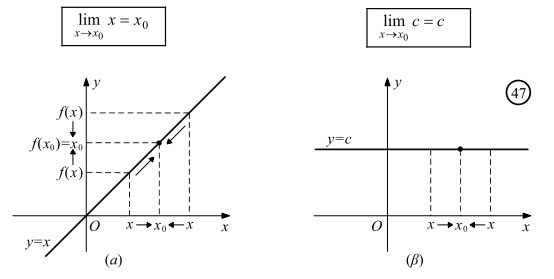 lim x = x₀
x→x₀
y
f(x)
f(x₀)=x₀
f(x)
O
x → x₀ ← x
x
y=x
(α)
lim c = c
x→x₀
47
y
y=c
O
x → x₀ ← x
x
(β)